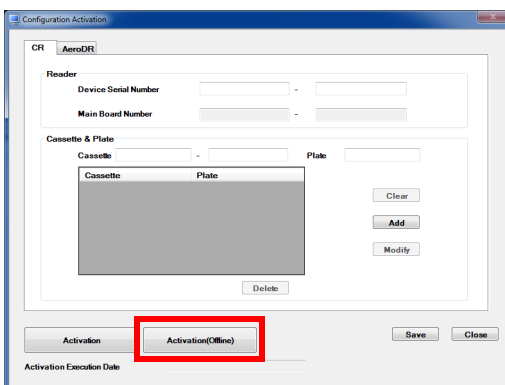 Configuration Activation
CR AeroDR
Reader
Device Serial Number -
Main Board Number -
Cassette & Plate
Cassette - Plate
Cassette Plate
Clear
Add
Modify
Delete
Activation Activation(Offline) Save Close
Activation Execution Date